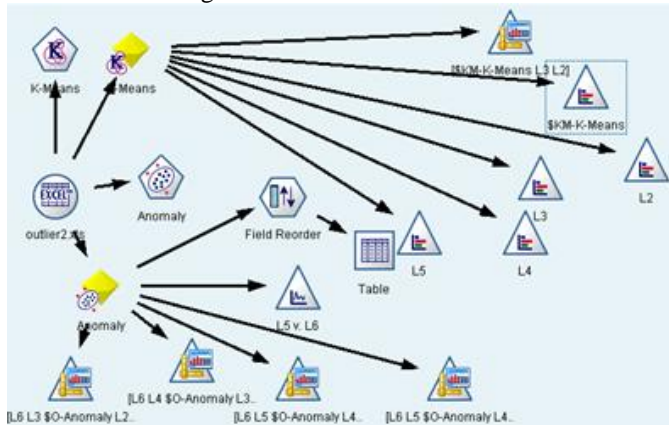 K-Means
K-Means
[$KM-K-Means L3 L2]
$KM-K-Means
L2
L3
L4
L5
EXCEL
outlier2.xls
Anomaly
Field Reorder
Table
Anomaly
L5 v. L6
[L6 L3 $O-Anomaly L2...
[L6 L4 $O-Anomaly L3...
[L6 L5 $O-Anomaly L4...
[L6 L5 $O-Anomaly L4...